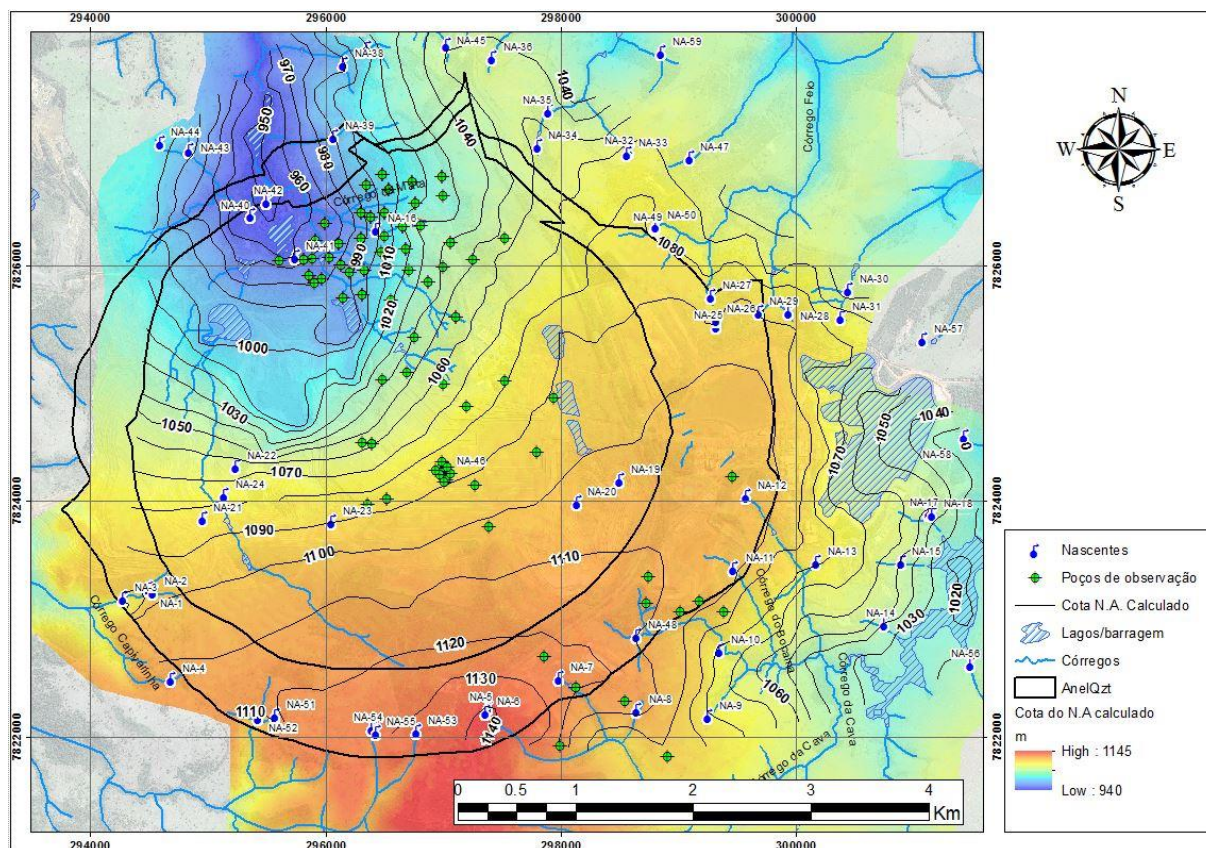 294000
296000
298000
300000
7826000
7824000
7822000
7826000
7824000
7822000
NA-38
NA-45
NA-36
NA-59
970
1040
950
NA-35
NA-44
NA-43
NA-39
980
1040
NA-34
NA-32
NA-33
NA-47
Córrego Feio
960
Córrego da Mata
NA-42
NA-40
NA-16
NA-49
NA-50
NA-41
990
1010
1080
NA-30
NA-27
NA-29
NA-31
NA-26
NA-25
NA-28
NA-57
1020
1000
1060
1030
1050
1040
1050
NA-22
1070
NA-46
1070
NA-58
NA-24
NA-19
NA-12
NA-20
NA-17
NA-18
NA-21
1090
NA-23
1100
1110
NA-11
NA-13
NA-15
NA-3
NA-2
NA-1
1020
Córrego Capivarinha
NA-14
1030
1120
NA-48
NA-10
Córrego da Cava
NA-56
NA-4
1130
NA-7
1060
NA-5
NA-6
1140
NA-8
NA-9
1110
NA-51
NA-52
NA-54
NA-55
NA-53
Córrego da Cava
0
0.5
1
2
3
4
Km
N
W
E
S
Nascentes
Poços de observação
Cota N.A. Calculado
Lagos/barragem
Córregos
AnelQzt
Cota do N.A calculado
m
High : 1145
Low : 940